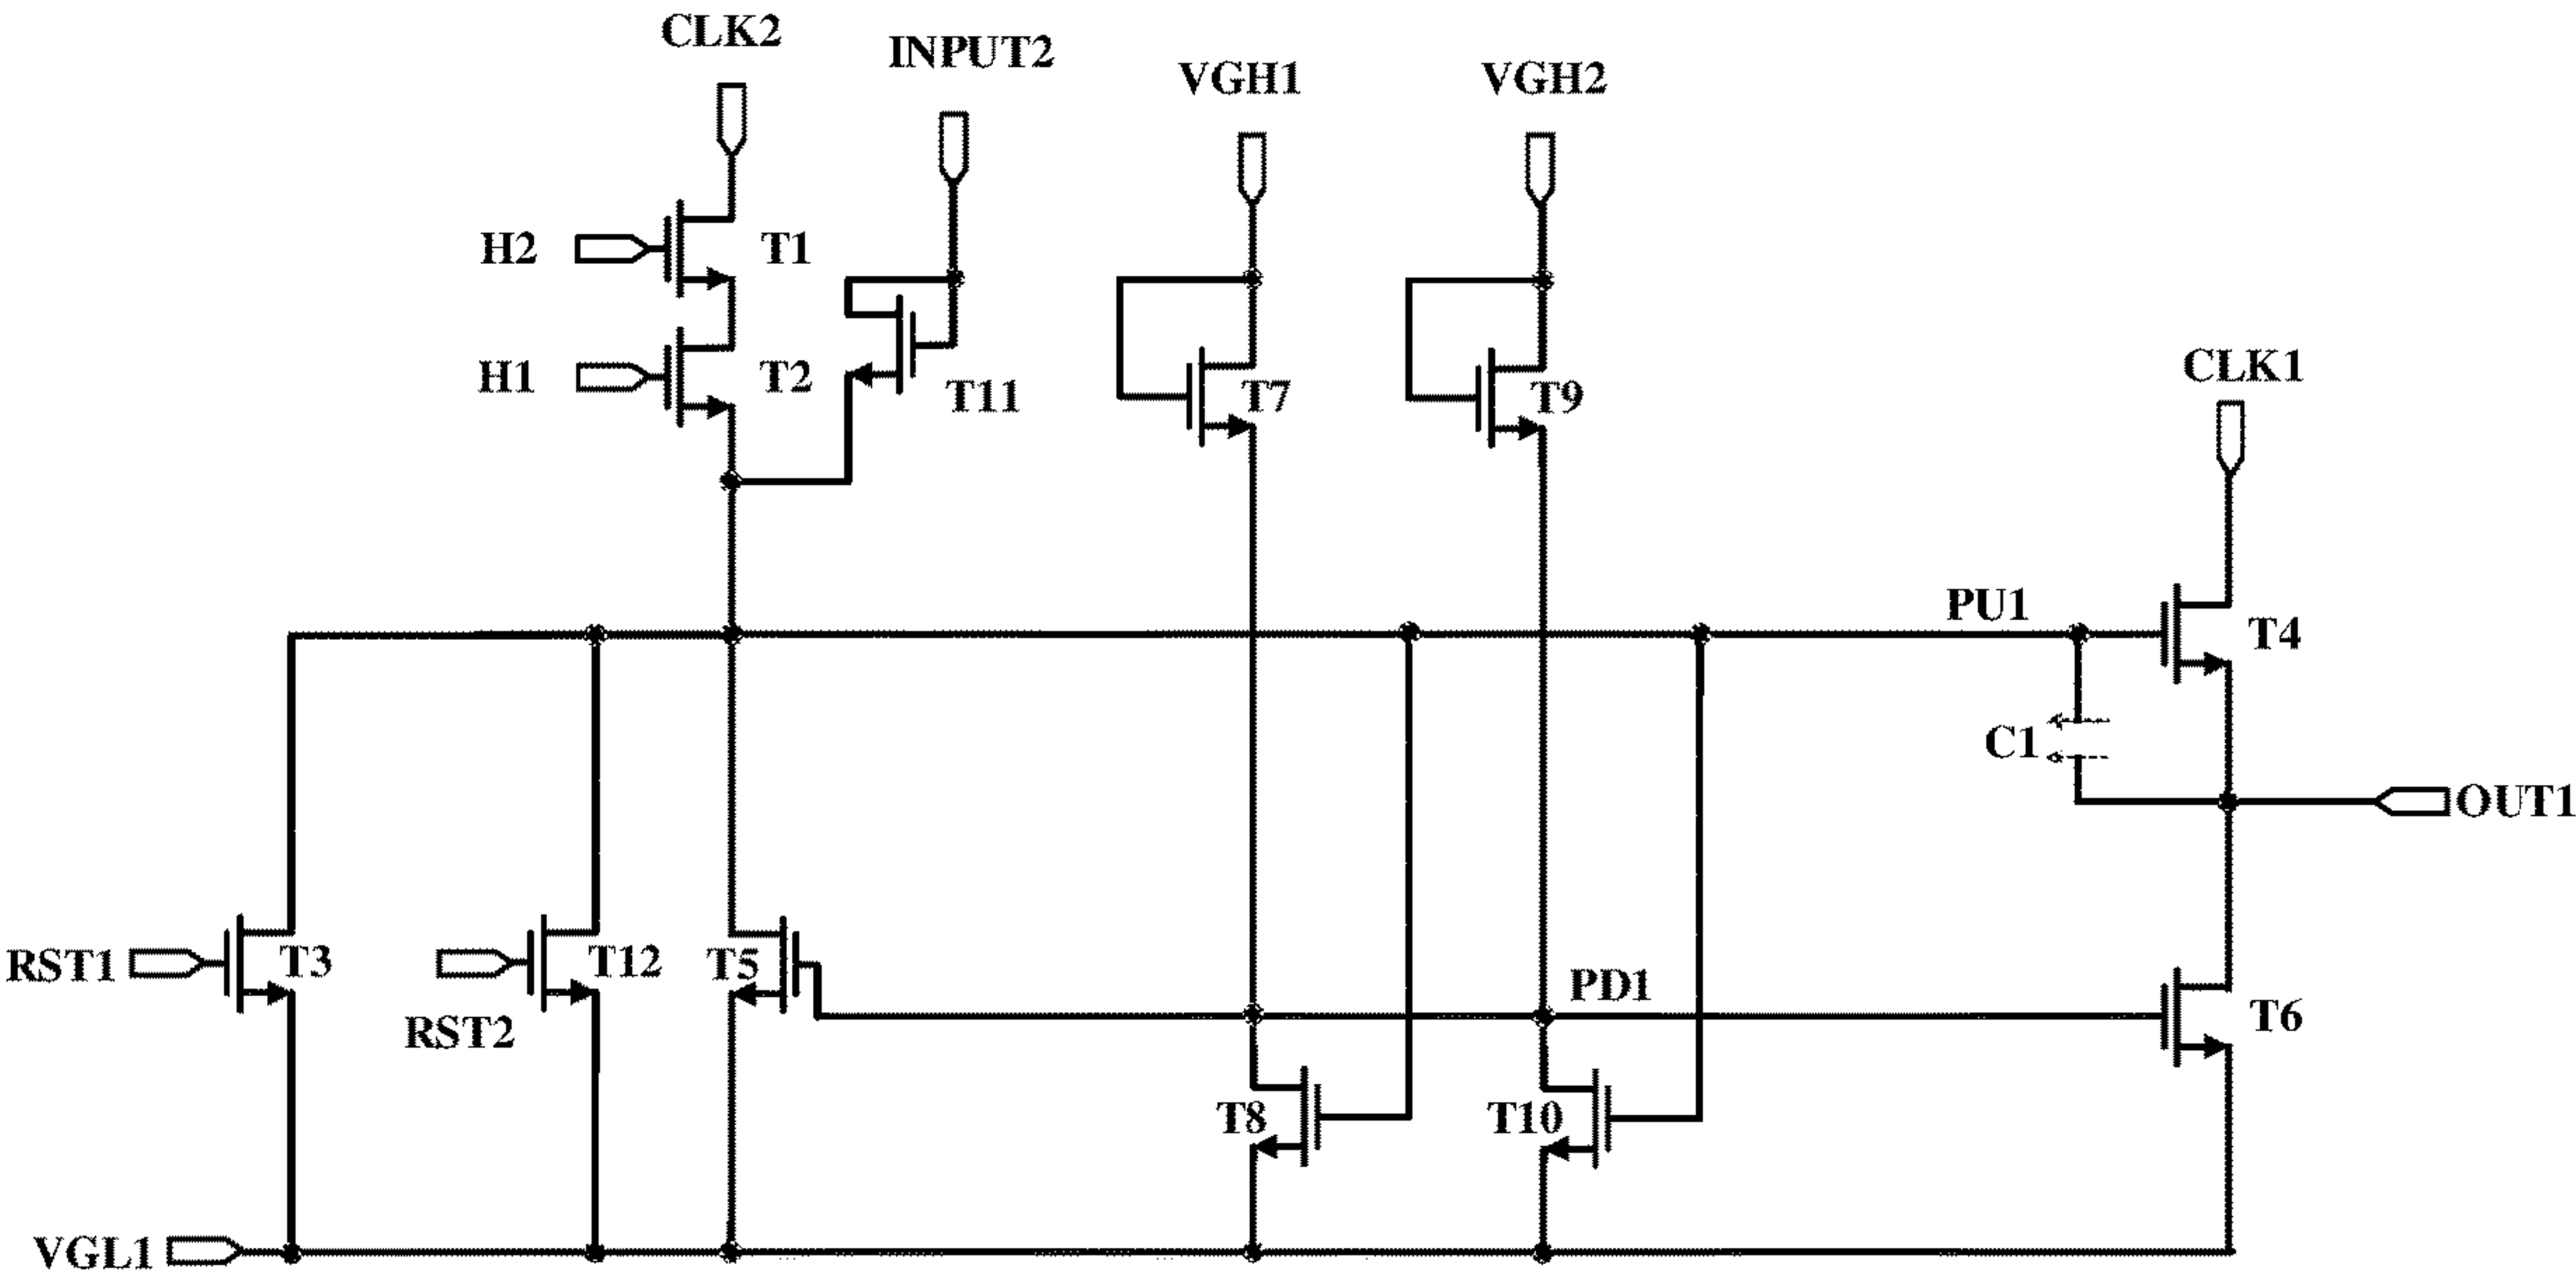 CLK2
INPUT2
VGH1
VGH2
H2
T1
H1
T2
T11
T7
T9
CLK1
PU1
T4
C1
OUT1
RST1
T3
T12
T5
PD1
RST2
T6
T8
T10
VGL1